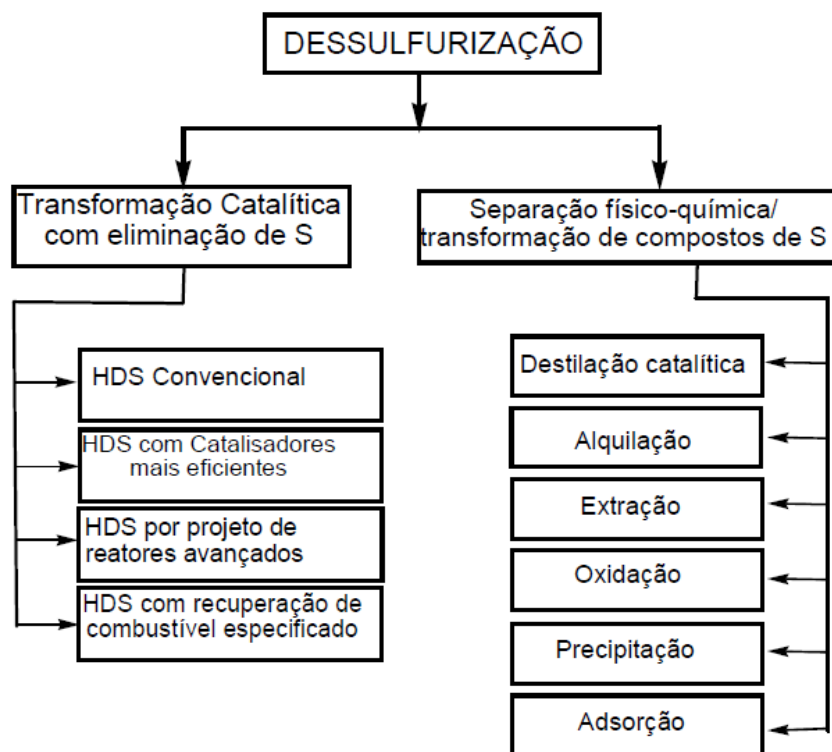 DESSULFURIZAÇÃO
Transformação Catalítica
com eliminação de S
Separação físico-química/
transformação de compostos de S
HDS Convencional
HDS com Catalisadores
mais eficientes
HDS por projeto de
reatores avançados
HDS com recuperação de
combustível especificado
Destilação catalítica
Alquilação
Extração
Oxidação
Precipitação
Adsorção